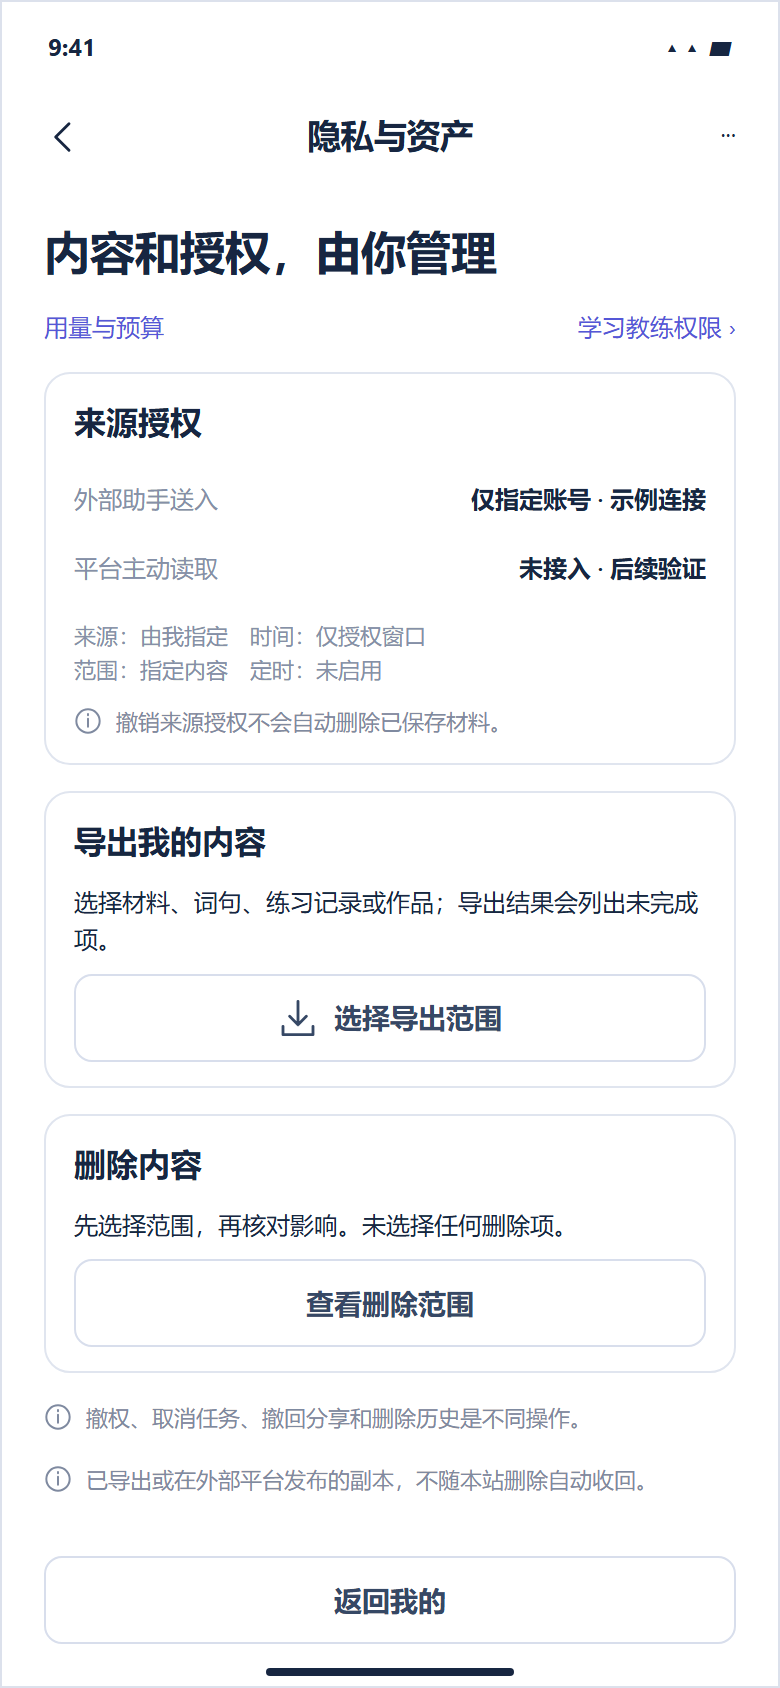 9:41
隐私与资产
...
内容和授权，由你管理
用量与预算
学习教练权限 ›
来源授权
外部助手送入
仅指定账号 · 示例连接
平台主动读取
未接入 · 后续验证
来源：由我指定　时间：仅授权窗口
范围：指定内容　定时：未启用
撤销来源授权不会自动删除已保存材料。
导出我的内容
选择材料、词句、练习记录或作品；导出结果会列出未完成
项。
选择导出范围
删除内容
先选择范围，再核对影响。未选择任何删除项。
查看删除范围
撤权、取消任务、撤回分享和删除历史是不同操作。
已导出或在外部平台发布的副本，不随本站删除自动收回。
返回我的